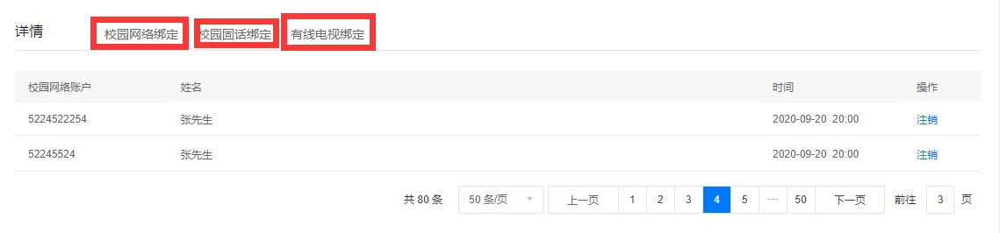 详情 校园网络绑定 校园固话绑定 有线电视绑定
校园网络账户 姓名 时间 操作
5224522254 张先生 2020-09-20 20:00 注销
52245524 张先生 2020-09-20 20:00 注销
共 80 条 50 条/页 上一页 1 2 3 4 5 ··· 50 下一页 前往 3 页